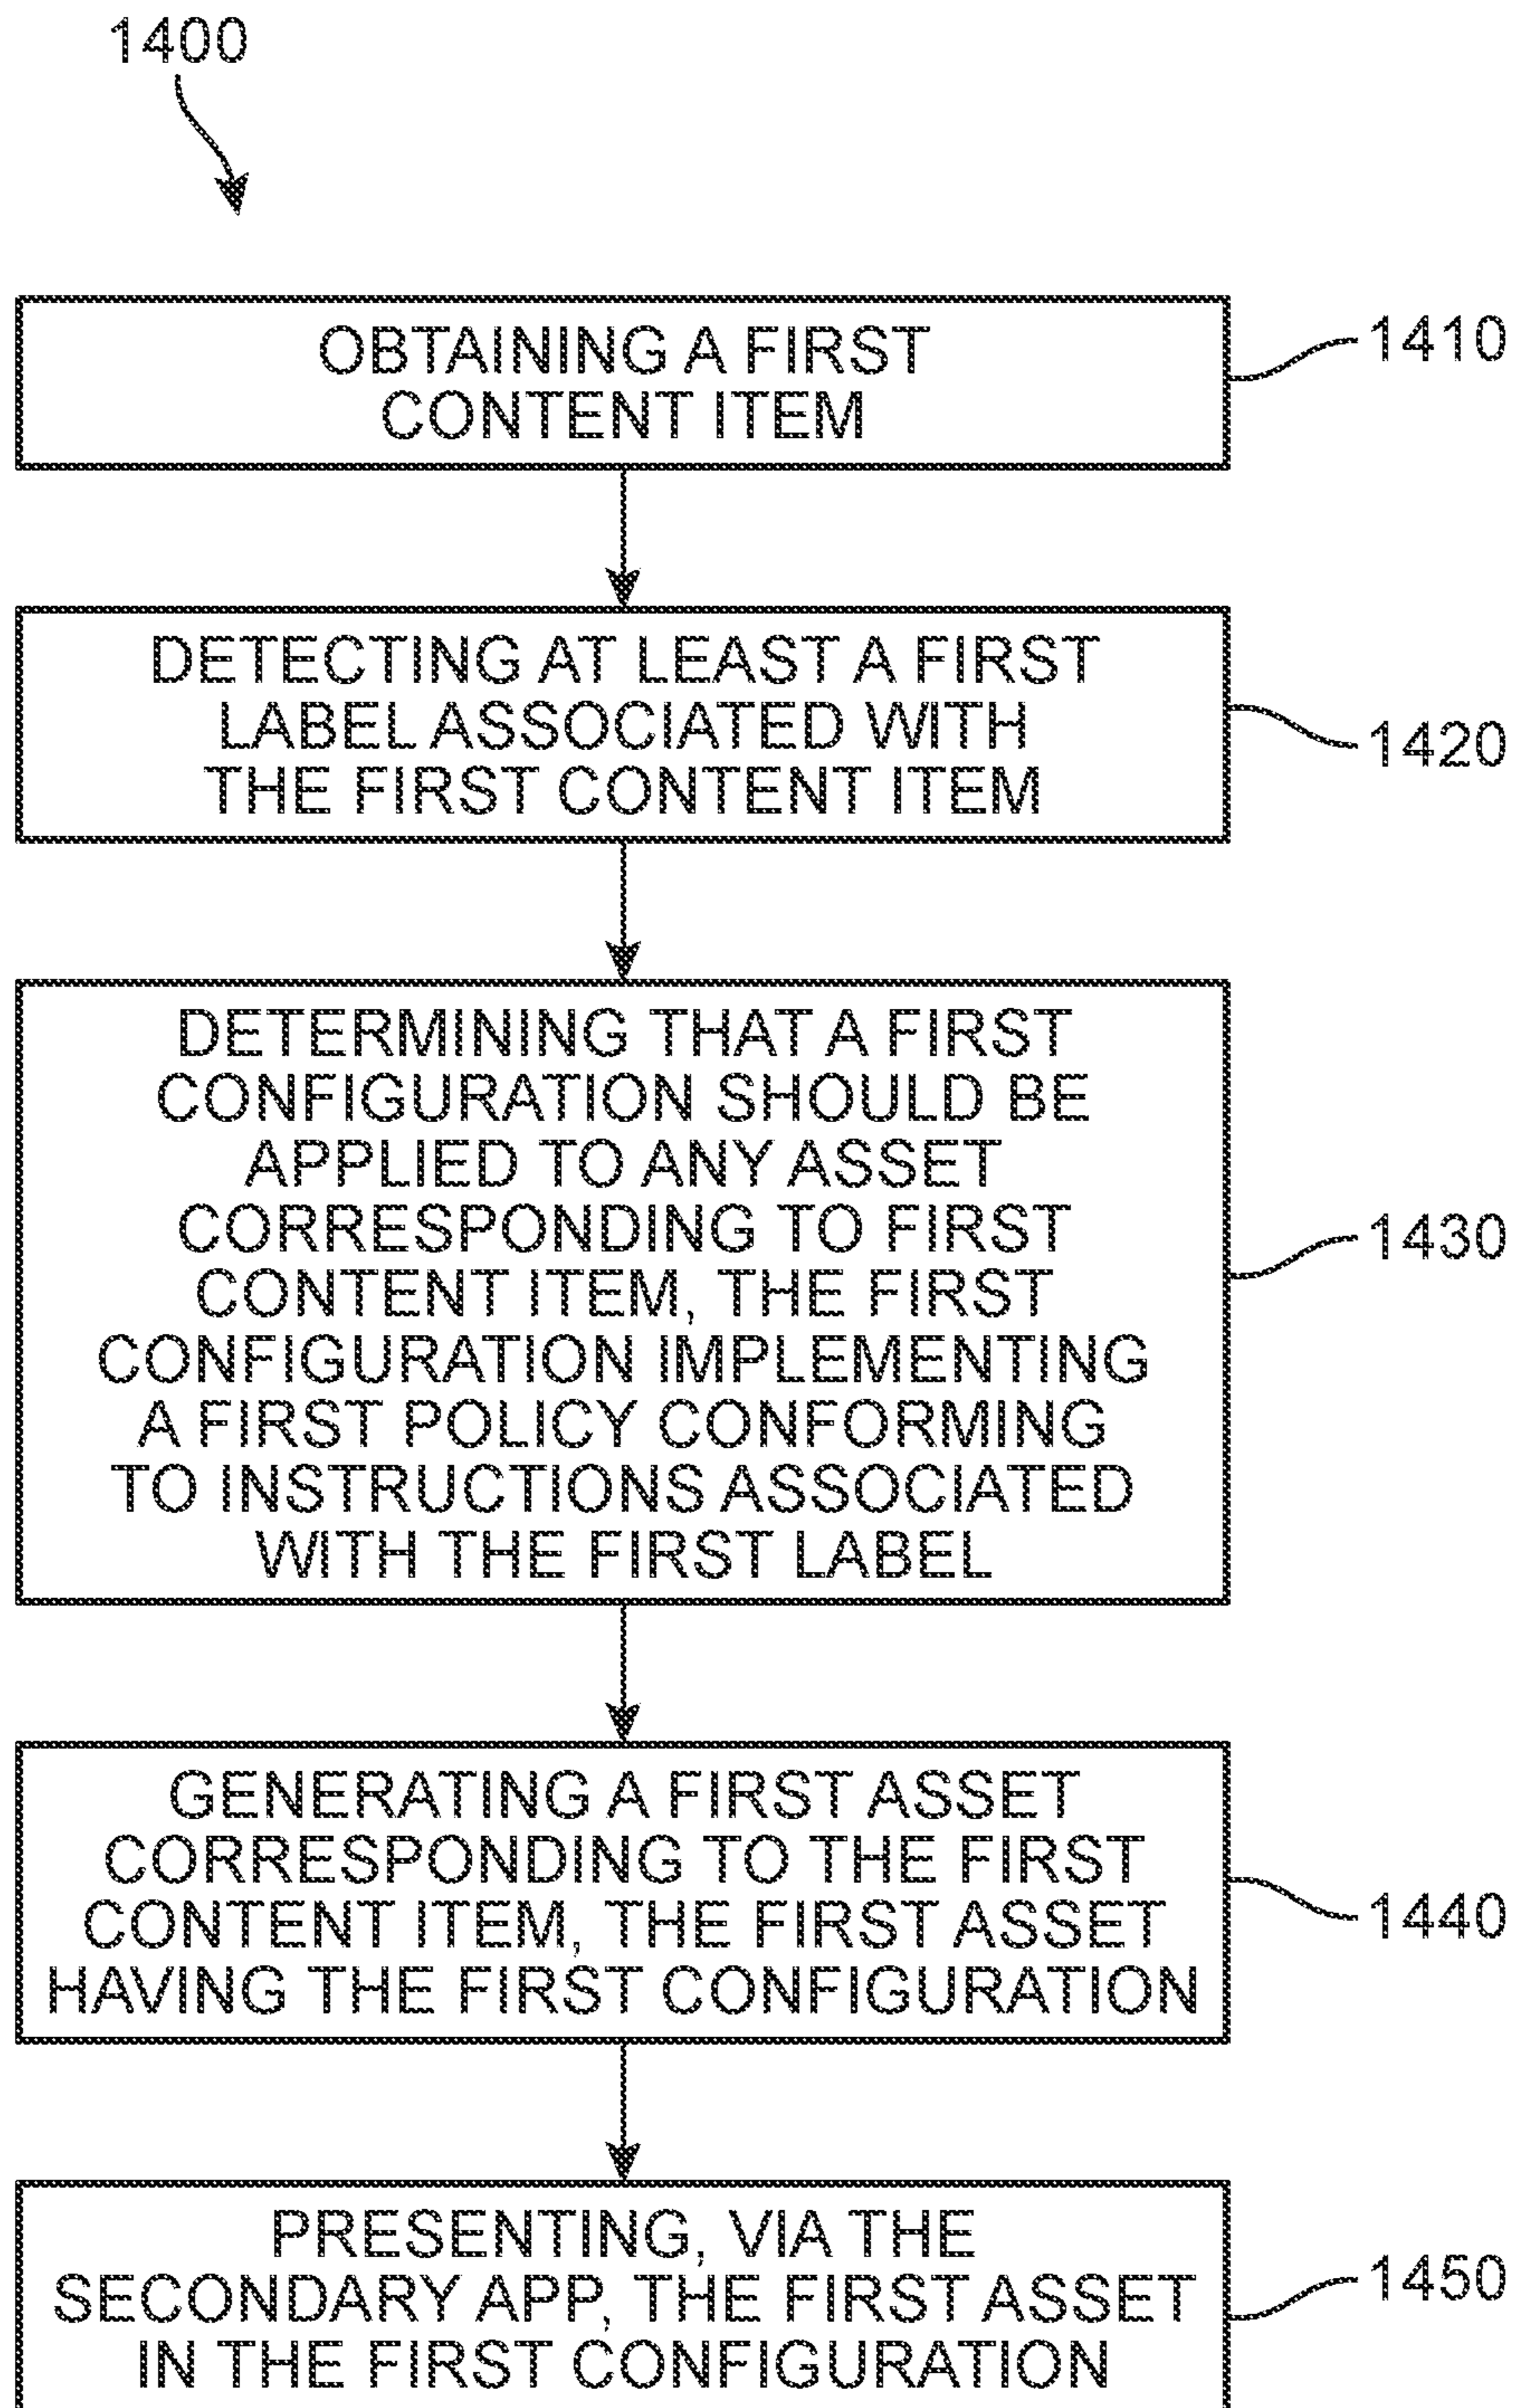 1400
OBTAINING A FIRST
CONTENT ITEM
1410
DETECTING AT LEAST A FIRST
LABEL ASSOCIATED WITH
THE FIRST CONTENT ITEM
1420
DETERMINING THAT A FIRST
CONFIGURATION SHOULD BE
APPLIED TO ANY ASSET
CORRESPONDING TO FIRST
CONTENT ITEM, THE FIRST
CONFIGURATION IMPLEMENTING
A FIRST POLICY CONFORMING
TO INSTRUCTIONS ASSOCIATED
WITH THE FIRST LABEL
1430
GENERATING A FIRST ASSET
CORRESPONDING TO THE FIRST
CONTENT ITEM, THE FIRST ASSET
HAVING THE FIRST CONFIGURATION
1440
PRESENTING, VIA THE
SECONDARY APP, THE FIRST ASSET
IN THE FIRST CONFIGURATION
1450